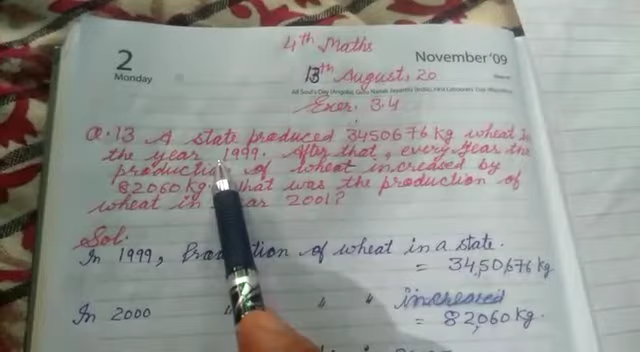 4th Maths
2
Monday
November'09
13th August, 20
Exer. 3.4
Q.13 A state produced 3450676 kg wheat in
the year 1999. After that, every year the
production of wheat increased by
82060 kg. What was the production of
wheat in year 2001?
Sol.
In 1999, Production of wheat in a state.
= 34,50,676 kg
In 2000 " " " increased
= 82,060 kg.